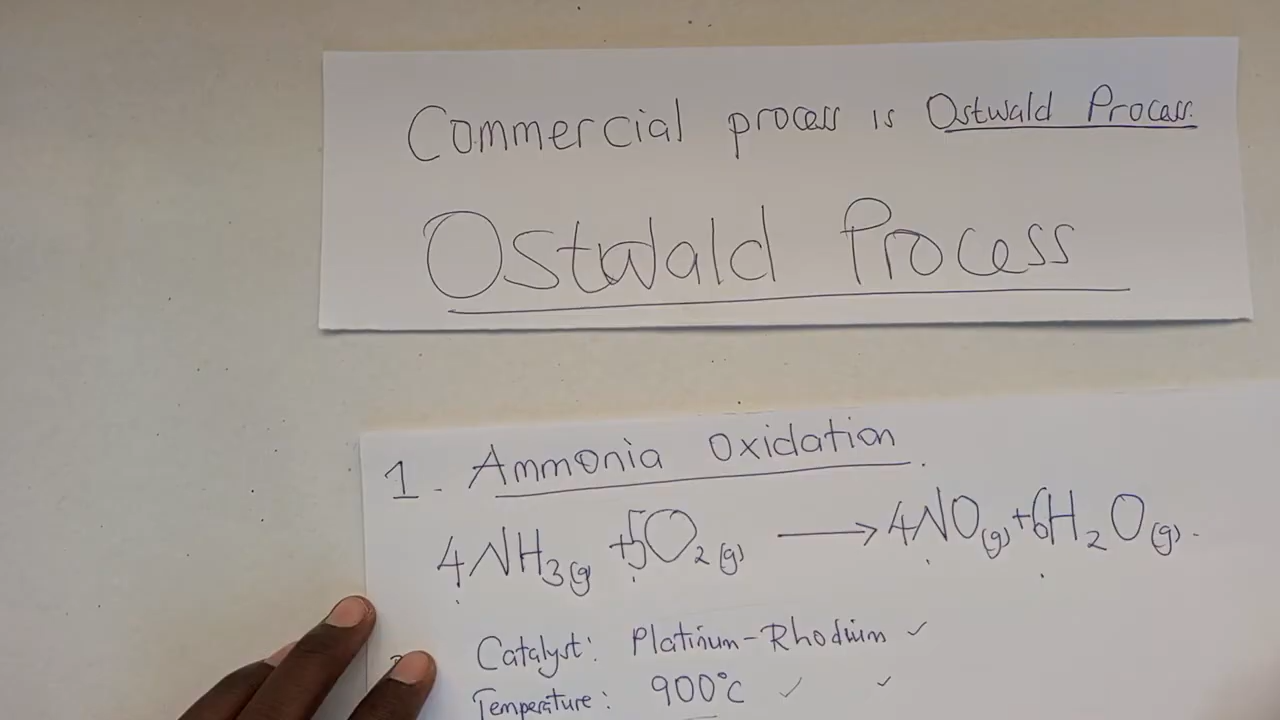 Commercial process is Ostwald Process.
Ostwald Process
1. Ammonia Oxidation.
4NH3(g) +5O2(g) → 4NO(g)+6H2O(g).
Catalyst: Platinum-Rhodium ✓
Temperature: 900°C ✓ ✓